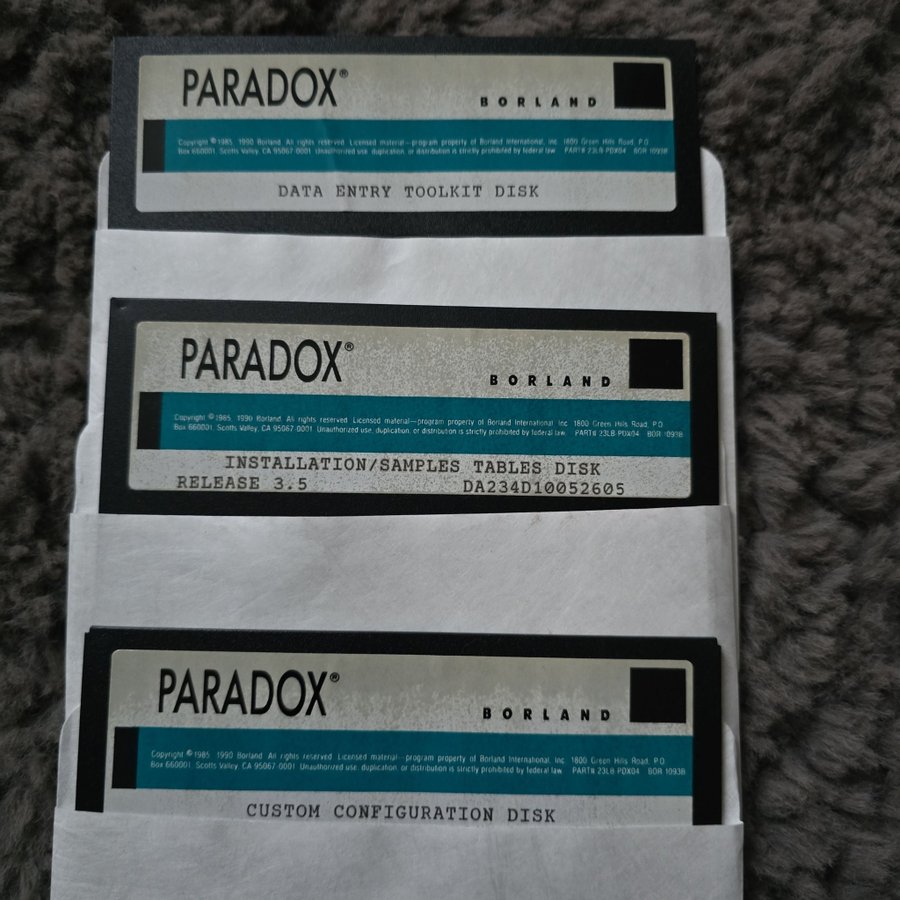 PARADOX®
BORLAND
Copyright ©1985, 1990 Borland. All rights reserved. Licensed material—program property of Borland International, Inc. 1800 Green Hills Road, P.O.
Box 660001, Scotts Valley, CA 95067-0001. Unauthorized use, duplication, or distribution is strictly prohibited by federal law. PART# 23LB-PDX04 BOR 1093B
DATA ENTRY TOOLKIT DISK
PARADOX®
BORLAND
Copyright ©1985, 1990 Borland. All rights reserved. Licensed material—program property of Borland International, Inc. 1800 Green Hills Road, P.O.
Box 660001, Scotts Valley, CA 95067-0001. Unauthorized use, duplication, or distribution is strictly prohibited by federal law. PART# 23LB-PDX04 BOR 1093B
INSTALLATION/SAMPLES TABLES DISK
RELEASE 3.5 DA234D10052605
PARADOX®
BORLAND
Copyright ©1985, 1990 Borland. All rights reserved. Licensed material—program property of Borland International, Inc. 1800 Green Hills Road, P.O.
Box 660001, Scotts Valley, CA 95067-0001. Unauthorized use, duplication, or distribution is strictly prohibited by federal law. PART# 23LB-PDX04 BOR 1093B
CUSTOM CONFIGURATION DISK